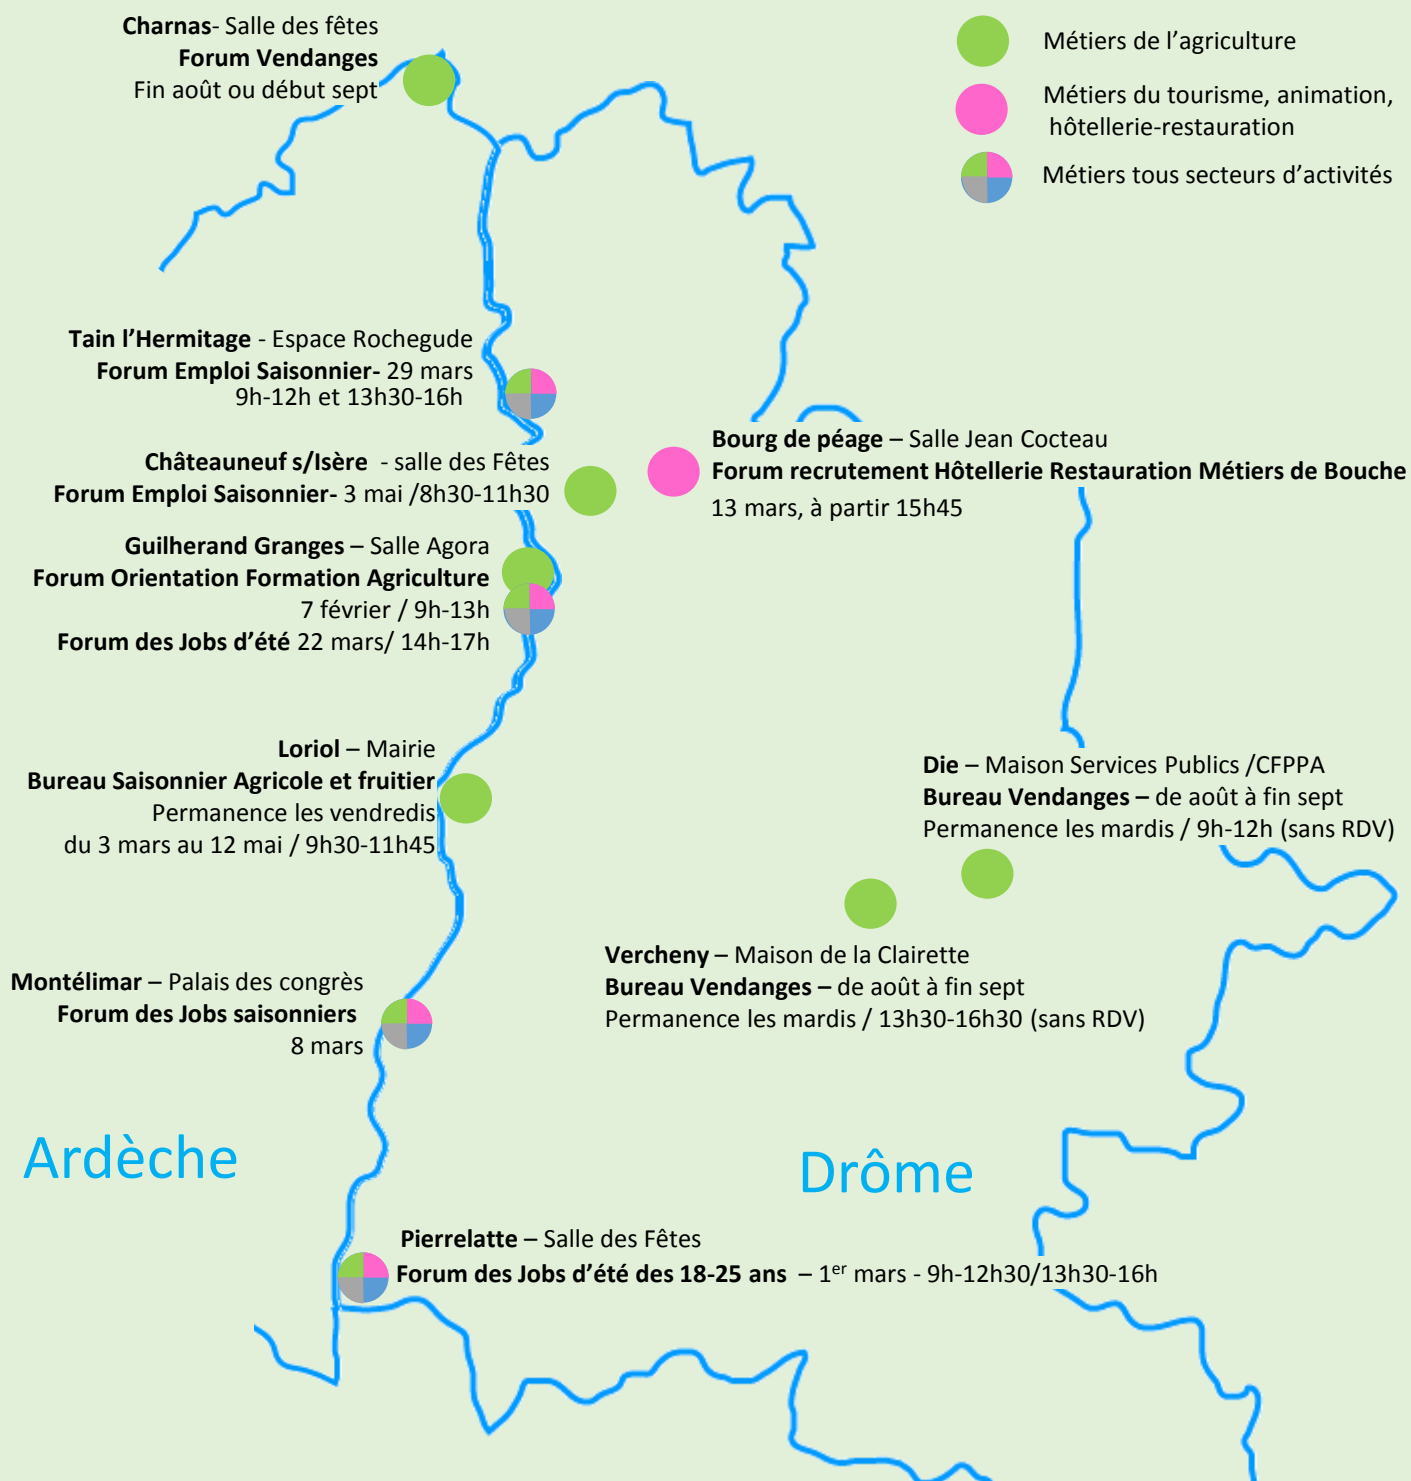 Charnas- Salle des fêtes
Forum Vendanges
Fin août ou début sept
Métiers de l’agriculture
Métiers du tourisme, animation,
hôtellerie-restauration
Métiers tous secteurs d’activités
Tain l’Hermitage - Espace Rochegude
Forum Emploi Saisonnier- 29 mars
9h-12h et 13h30-16h
Bourg de péage – Salle Jean Cocteau
Forum recrutement Hôtellerie Restauration Métiers de Bouche
13 mars, à partir 15h45
Châteauneuf s/Isère - salle des Fêtes
Forum Emploi Saisonnier- 3 mai /8h30-11h30
Guilherand Granges – Salle Agora
Forum Orientation Formation Agriculture
7 février / 9h-13h
Forum des Jobs d’été 22 mars/ 14h-17h
Loriol – Mairie
Bureau Saisonnier Agricole et fruitier
Permanence les vendredis
du 3 mars au 12 mai / 9h30-11h45
Die – Maison Services Publics /CFPPA
Bureau Vendanges – de août à fin sept
Permanence les mardis / 9h-12h (sans RDV)
Vercheny – Maison de la Clairette
Bureau Vendanges – de août à fin sept
Permanence les mardis / 13h30-16h30 (sans RDV)
Montélimar – Palais des congrès
Forum des Jobs saisonniers
8 mars
Ardèche
Drôme
Pierrelatte – Salle des Fêtes
Forum des Jobs d’été des 18-25 ans – 1er mars - 9h-12h30/13h30-16h